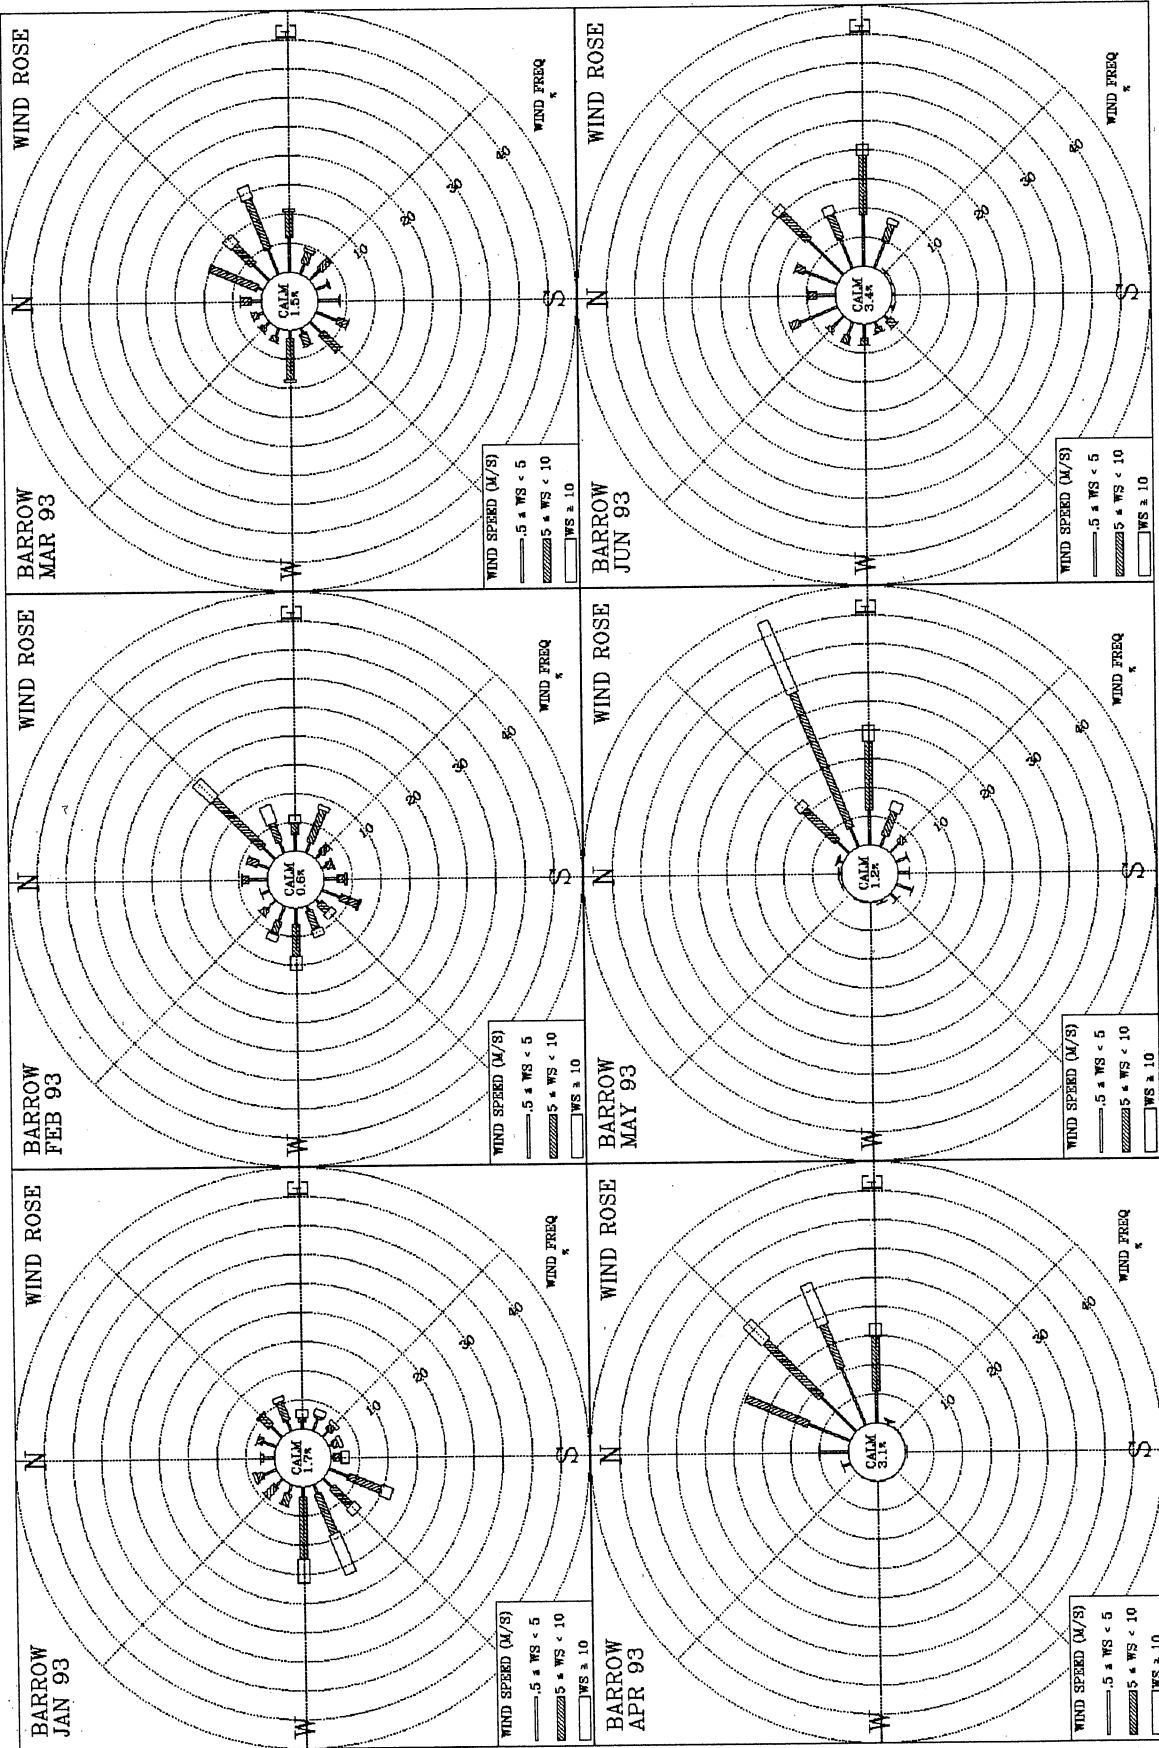 BARROW
JAN 93
WIND ROSE
N
W
E
S
CALM
1.7%
10
20
30
40
WIND SPEED (M/S)
.5 ≤ WS < 5
5 ≤ WS < 10
WS ≥ 10
WIND FREQ
%
BARROW
FEB 93
WIND ROSE
N
W
E
S
CALM
0.6%
10
20
30
40
WIND SPEED (M/S)
.5 ≤ WS < 5
5 ≤ WS < 10
WS ≥ 10
WIND FREQ
%
BARROW
MAR 93
WIND ROSE
N
W
E
S
CALM
1.5%
10
20
30
40
WIND SPEED (M/S)
.5 ≤ WS < 5
5 ≤ WS < 10
WS ≥ 10
WIND FREQ
%
BARROW
APR 93
WIND ROSE
N
W
E
S
CALM
3.1%
10
20
30
40
WIND SPEED (M/S)
.5 ≤ WS < 5
5 ≤ WS < 10
WS ≥ 10
WIND FREQ
%
BARROW
MAY 93
WIND ROSE
N
W
E
S
CALM
1.2%
10
20
30
40
WIND SPEED (M/S)
.5 ≤ WS < 5
5 ≤ WS < 10
WS ≥ 10
WIND FREQ
%
BARROW
JUN 93
WIND ROSE
N
W
E
S
CALM
3.4%
10
20
30
40
WIND SPEED (M/S)
.5 ≤ WS < 5
5 ≤ WS < 10
WS ≥ 10
WIND FREQ
%